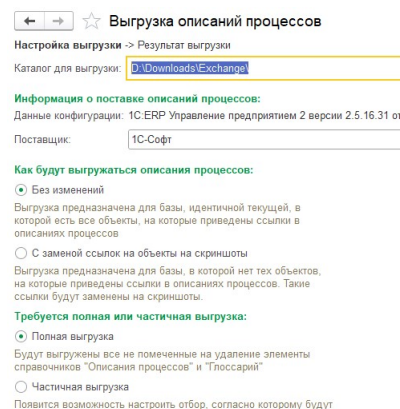 Выгрузка описаний процессов
Настройка выгрузки -> Результат выгрузки
Каталог для выгрузки: D:\Downloads\Exchange\
Информация о поставке описаний процессов:
Данные конфигурации: 1С:ERP Управление предприятием 2 версии 2.5.16.31 от
Поставщик: 1С-Софт
Как будут выгружаться описания процессов:
Без изменений
Выгрузка предназначена для базы, идентичной текущей, в
которой есть все объекты, на которые приведены ссылки в
описаниях процессов
С заменой ссылок на объекты на скриншоты
Выгрузка предназначена для базы, в которой нет тех объектов,
на которые приведены ссылки в описаниях процессов. Такие
ссылки будут заменены на скриншоты.
Требуется полная или частичная выгрузка:
Полная выгрузка
Будут выгружены все не помеченные на удаление элементы
справочников "Описания процессов" и "Глоссарий"
Частичная выгрузка
Появится возможность настроить отбор, согласно которому будут